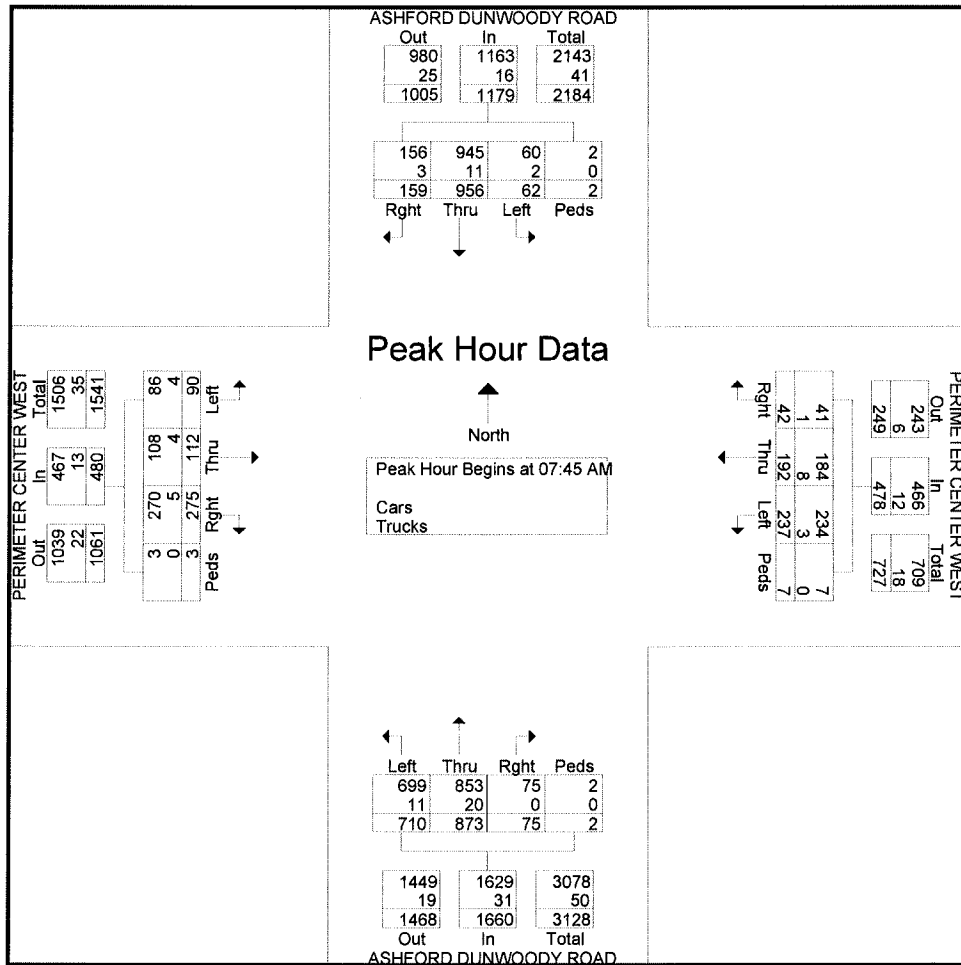 ASHFORD DUNWOODY ROAD
Out In Total
980 1163 2143
25 16 41
1005 1179 2184
156 945 60 2
3 11 2 0
159 956 62 2
Rght Thru Left Peds
Peak Hour Data
North
Peak Hour Begins at 07:45 AM
Cars
Trucks
PERIMETER CENTER WEST
Out In Total
1039 467 1506
22 13 35
1061 480 1541
86 108 270 3
4 4 5 0
90 112 275 3
Left Thru Rght Peds
Rght Thru Left Peds
42 192 237 7
1 8 3 0
41 184 234 7
249 478 727
6 12 18
243 466 709
Out In Total
PERIMETER CENTER WEST
Left Thru Rght Peds
699 853 75 2
11 20 0 0
710 873 75 2
1449 1629 3078
19 31 50
1468 1660 3128
Out In Total
ASHFORD DUNWOODY ROAD